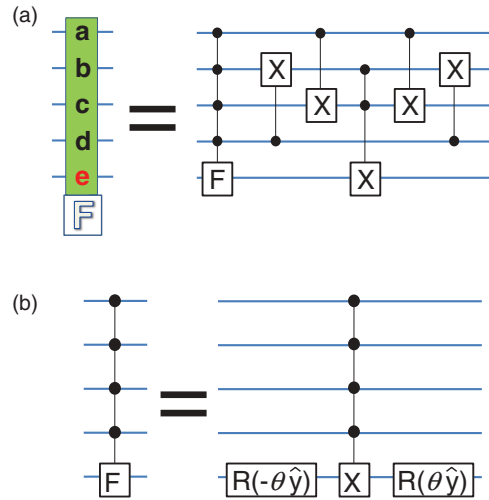 (a)
a
b X X
c X X
d
e F X
F
=
(b)
=
F R(-θŷ) X R(θŷ)